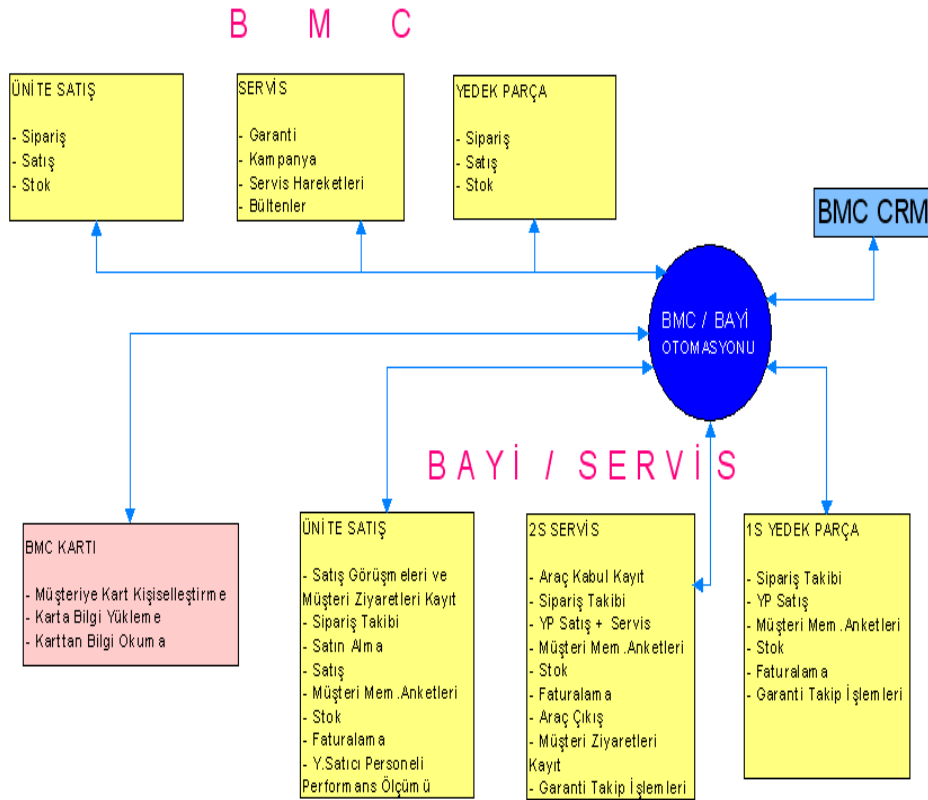 B M C
ÜNİTE SATIŞ
- Sipariş
- Satış
- Stok
SERVİS
- Garanti
- Kampanya
- Servis Hareketleri
- Bültenler
YEDEK PARÇA
- Sipariş
- Satış
- Stok
BMC CRM
BMC / BAYİ
OTOMASYONU
BAYİ / SERVİS
BMC KARTI
- Müşteriye Kart Kişiselleştirme
- Karta Bilgi Yükleme
- Karttan Bilgi Okuma
ÜNİTE SATIŞ
- Satış Görüşmeleri ve
Müşteri Ziyaretleri Kayıt
- Sipariş Takibi
- Satın Alma
- Satış
- Müşteri Mem.Anketleri
- Stok
- Faturalama
- Y.Satıcı Personeli
Performans Ölçümü
2S SERVİS
- Araç Kabul Kayıt
- Sipariş Takibi
- YP Satış + Servis
- Müşteri Mem.Anketleri
- Stok
- Faturalama
- Araç Çıkış
- Müşteri Ziyaretleri
Kayıt
- Garanti Takip İşlemleri
1S YEDEK PARÇA
- Sipariş Takibi
- YP Satış
- Müşteri Mem.Anketleri
- Stok
- Faturalama
- Garanti Takip İşlemleri